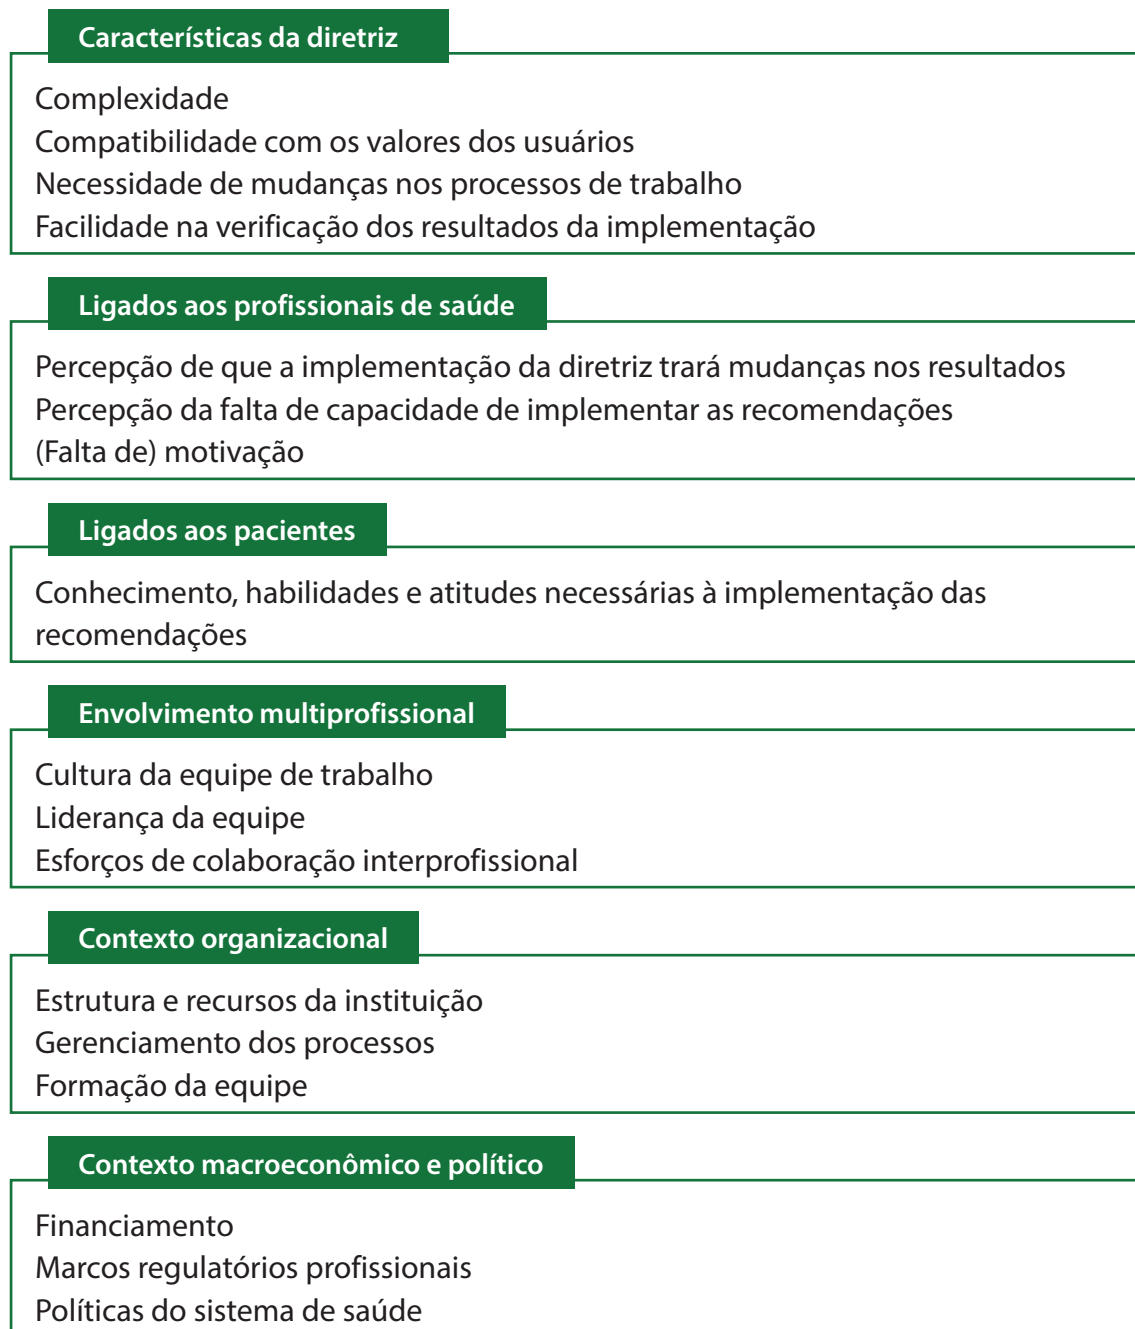 Características da diretriz
Complexidade
Compatibilidade com os valores dos usuários
Necessidade de mudanças nos processos de trabalho
Facilidade na verificação dos resultados da implementação
Ligados aos profissionais de saúde
Percepção de que a implementação da diretriz trará mudanças nos resultados
Percepção da falta de capacidade de implementar as recomendações
(Falta de) motivação
Ligados aos pacientes
Conhecimento, habilidades e atitudes necessárias à implementação das
recomendações
Envolvimento multiprofissional
Cultura da equipe de trabalho
Liderança da equipe
Esforços de colaboração interprofissional
Contexto organizacional
Estrutura e recursos da instituição
Gerenciamento dos processos
Formação da equipe
Contexto macroeconômico e político
Financiamento
Marcos regulatórios profissionais
Políticas do sistema de saúde